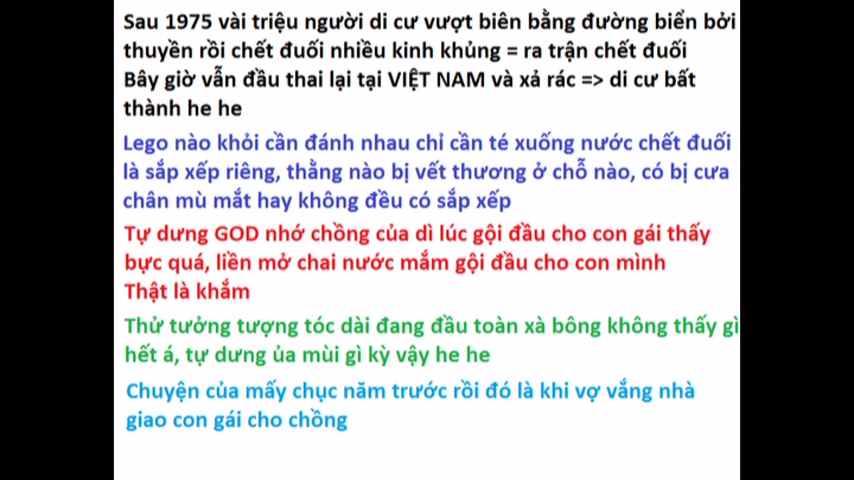 Sau 1975 vài triệu người di cư vượt biên bằng đường biển bởi
thuyền rồi chết đuối nhiều kinh khủng = ra trận chết đuối
Bây giờ vẫn đầu thai lại tại VIỆT NAM và xả rác => di cư bất
thành he he
Lego nào khỏi cần đánh nhau chỉ cần té xuống nước chết đuối
là sắp xếp riêng, thằng nào bị vết thương ở chỗ nào, có bị cưa
chân mù mắt hay không đều có sắp xếp
Tự dưng GOD nhớ chồng của dì lúc gội đầu cho con gái thấy
bực quá, liền mở chai nước mắm gội đầu cho con mình
Thật là khắm
Thử tưởng tượng tóc dài đang đầu toàn xà bông không thấy gì
hết á, tự dưng ủa mùi gì kỳ vậy he he
Chuyện của mấy chục năm trước rồi đó là khi vợ vắng nhà
giao con gái cho chồng